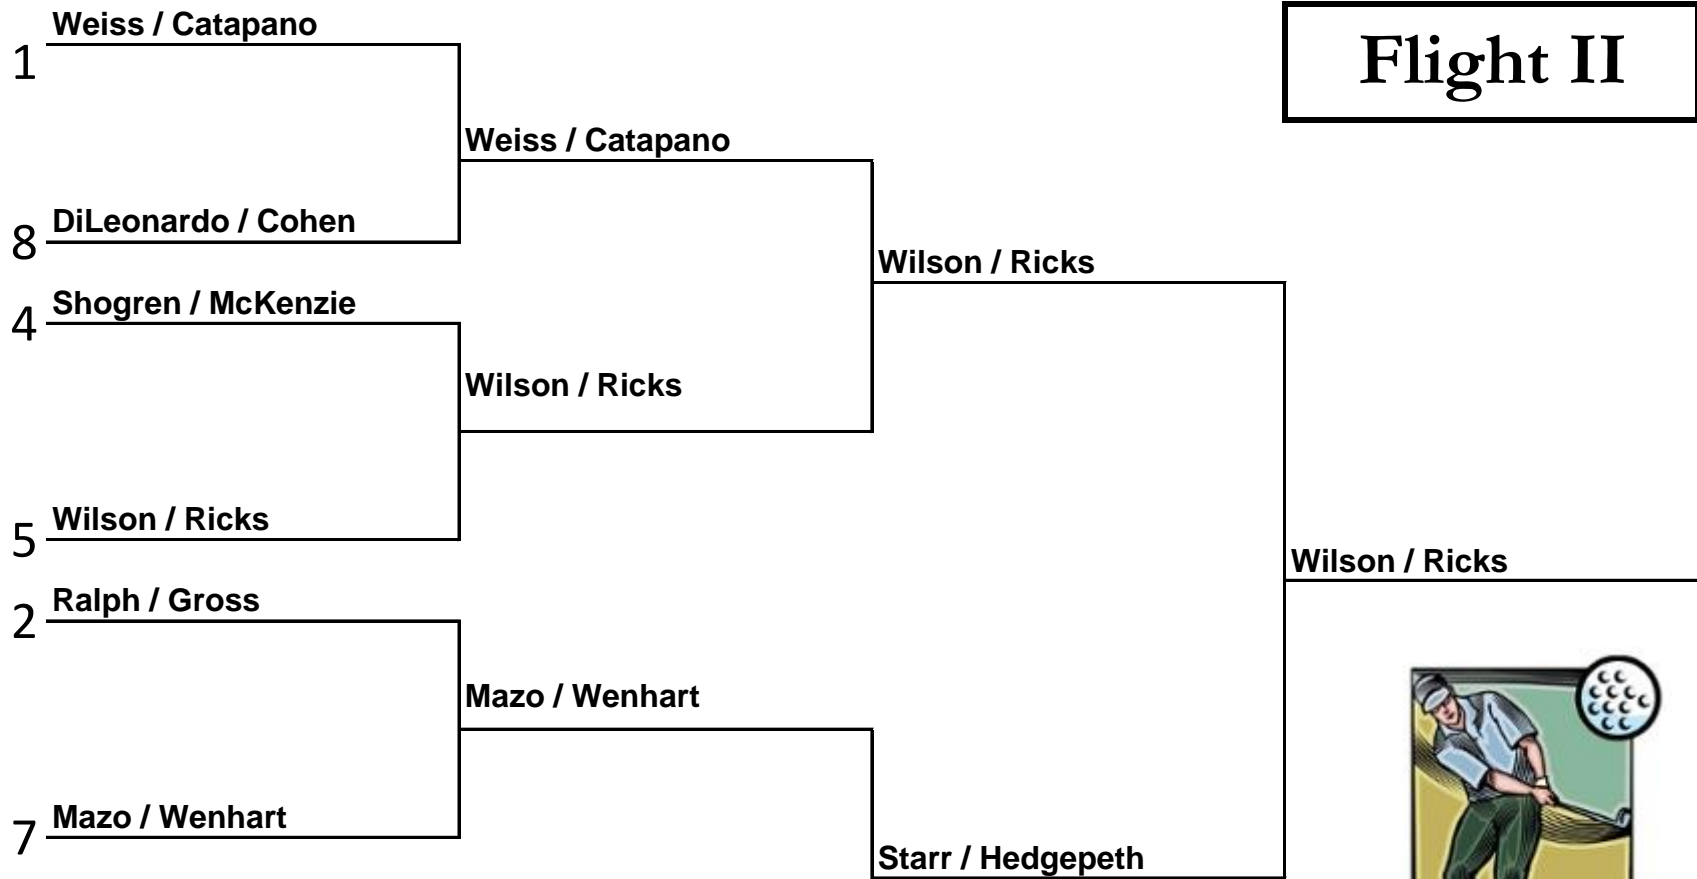 Weiss / Catapano
1
Flight II
Weiss / Catapano
DiLeonardo / Cohen
8
Wilson / Ricks
Shogren / McKenzie
4
Wilson / Ricks
Wilson / Ricks
5
Wilson / Ricks
Ralph / Gross
2
Mazo / Wenhart
Mazo / Wenhart
7
Starr / Hedgepeth